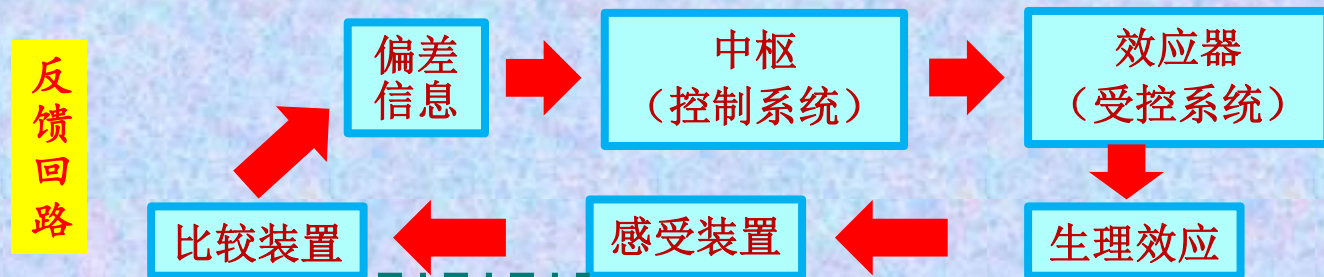 反馈回路
偏差
信息
中枢
（控制系统）
效应器
（受控系统）
比较装置
感受装置
生理效应